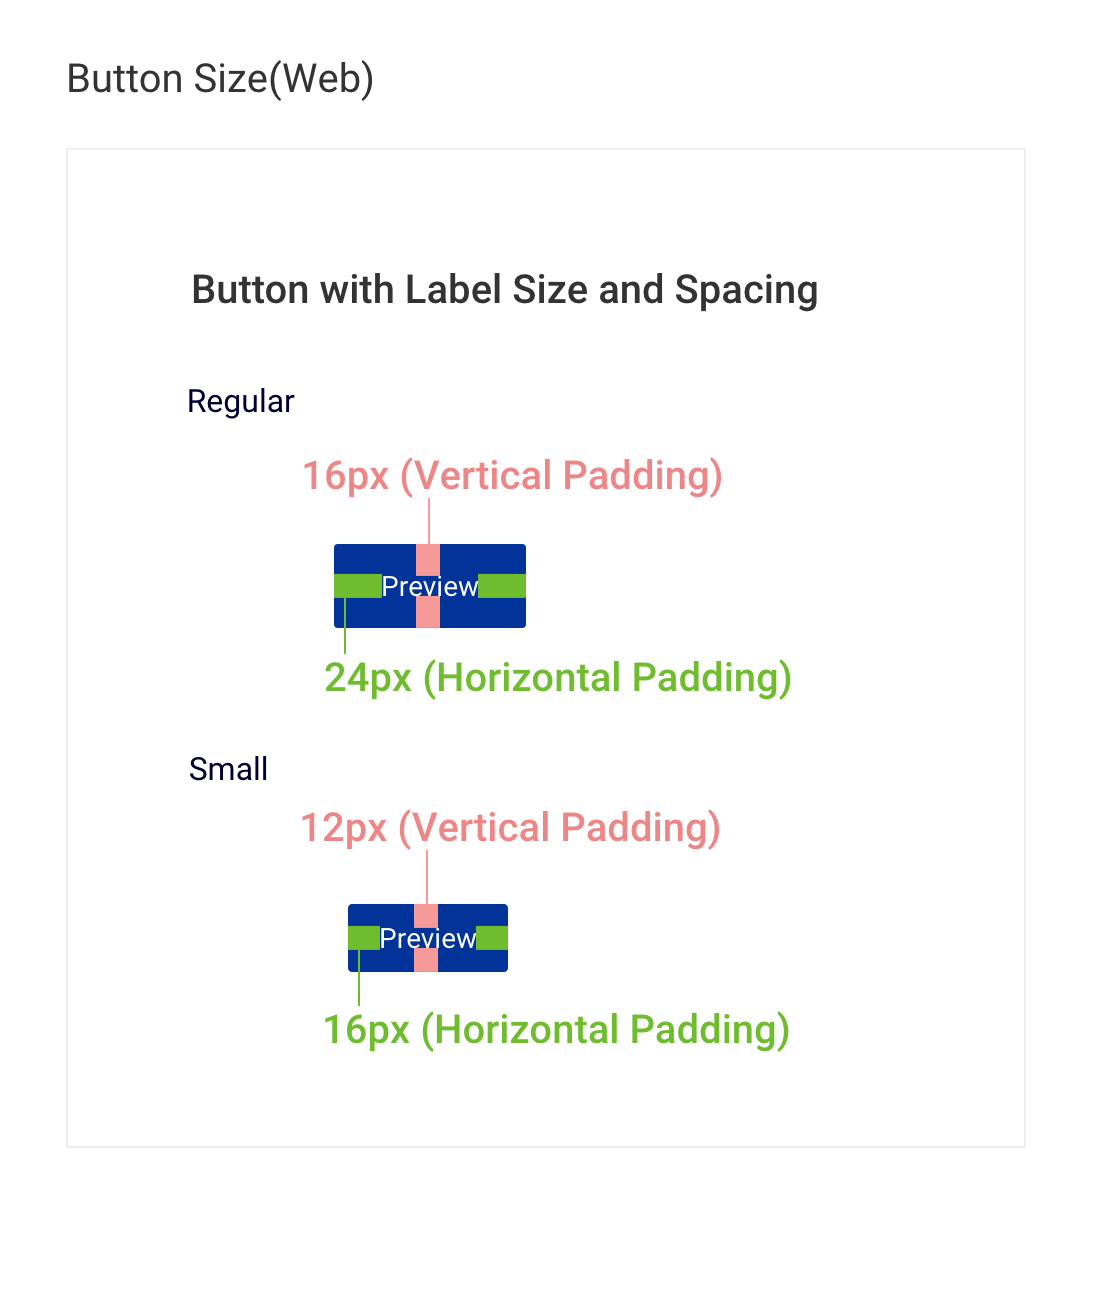 Button Size(Web)
Button with Label Size and Spacing
Regular
16px (Vertical Padding)
Preview
24px (Horizontal Padding)
Small
12px (Vertical Padding)
Preview
16px (Horizontal Padding)